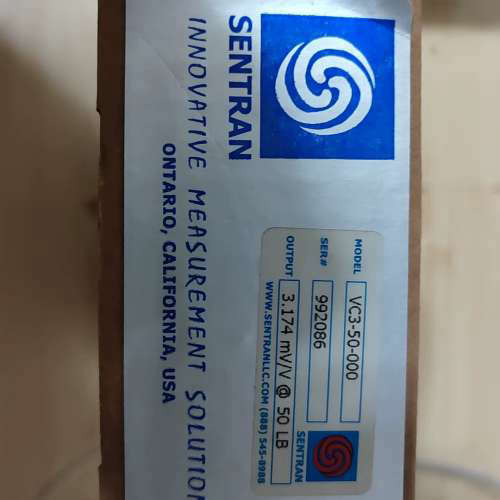 SENTRAN
INNOVATIVE MEASUREMENT SOLUTION
ONTARIO, CALIFORNIA, USA
MODEL VC3-50-000
SER# 992086
OUTPUT 3.174 mV/V @ 50 LB
SENTRAN
WWW.SENTRANLLC.COM (888) 545-8988